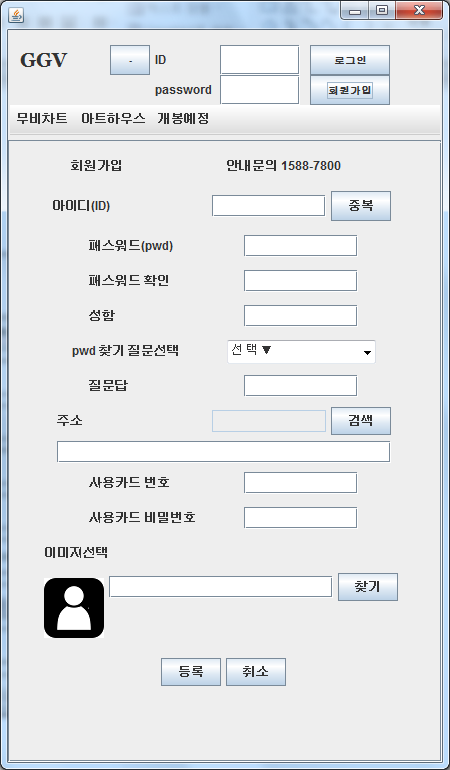 GGV - ID 로그인
password 회원가입
무비차트 아트하우스 개봉예정
회원가입 안내문의 1588-7800
아이디(ID) 중복
패스워드(pwd)
패스워드 확인
성함
pwd 찾기 질문선택 선 택 ▼
질문답
주소 검색
사용카드 번호
사용카드 비밀번호
이미지선택
찾기
등록 취소